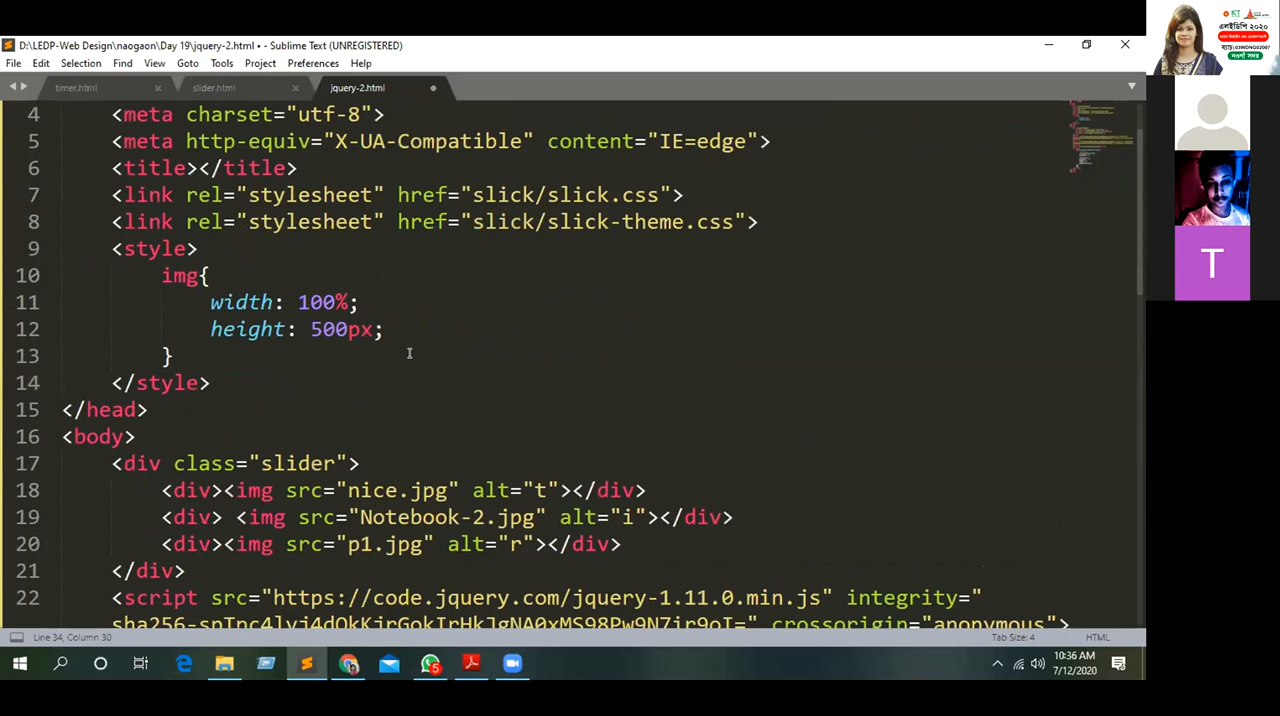 D:\LEDP-Web Design\naogaon\Day 19\jquery-2.html • - Sublime Text (UNREGISTERED)
File Edit Selection Find View Goto Tools Project Preferences Help
timer.html slider.html jquery-2.html
4 <meta charset="utf-8">
5 <meta http-equiv="X-UA-Compatible" content="IE=edge">
6 <title></title>
7 <link rel="stylesheet" href="slick/slick.css">
8 <link rel="stylesheet" href="slick/slick-theme.css">
9 <style>
10 img{
11 width: 100%;
12 height: 500px;
13 }
14 </style>
15 </head>
16 <body>
17 <div class="slider">
18 <div><img src="nice.jpg" alt="t"></div>
19 <div> <img src="Notebook-2.jpg" alt="i"></div>
20 <div><img src="p1.jpg" alt="r"></div>
21 </div>
22 <script src="https://code.jquery.com/jquery-1.11.0.min.js" integrity="
crossorigin="anonymous">
Line 34, Column 30 Tab Size: 4 HTML
5
10:36 AM
7/12/2020
ICT
এলইডিপি ২০২০
ব্যাচ:03WDNG02007
নওগাঁ সদর
T